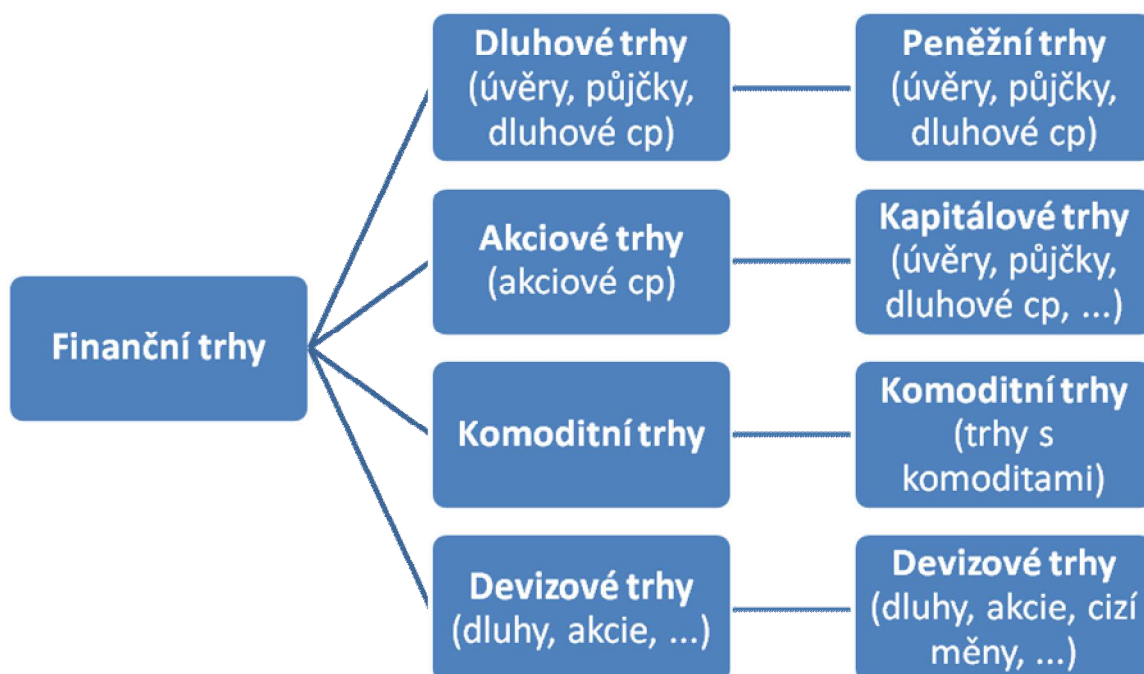 Finanční trhy
Dluhové trhy
(úvěry, půjčky,
dluhové cp)
Peněžní trhy
(úvěry, půjčky,
dluhové cp)
Akciové trhy
(akciové cp)
Kapitálové trhy
(úvěry, půjčky,
dluhové cp, ...)
Komoditní trhy
Komoditní trhy
(trhy s
komoditami)
Devizové trhy
(dluhy, akcie, ...)
Devizové trhy
(dluhy, akcie, cizí
měny, ...)